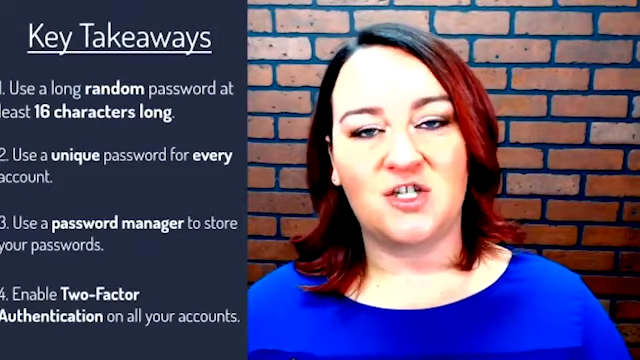 Key Takeaways
1. Use a long random password at
least 16 characters long.
2. Use a unique password for every
account.
3. Use a password manager to store
your passwords.
4. Enable Two-Factor
Authentication on all your accounts.